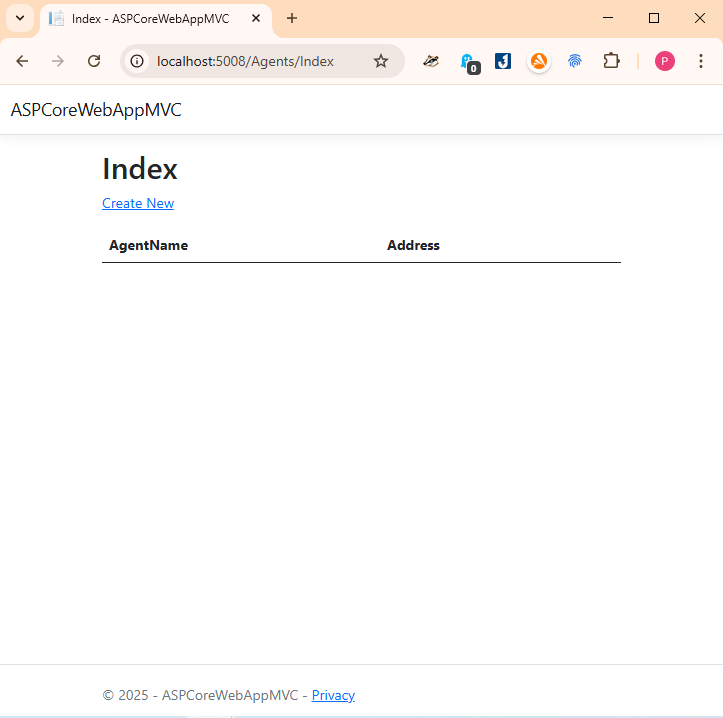 Index - ASPCoreWebAppMVC
localhost:5008/Agents/Index
0
P
ASPCoreWebAppMVC
Index
Create New
AgentName Address
© 2025 - ASPCoreWebAppMVC - Privacy